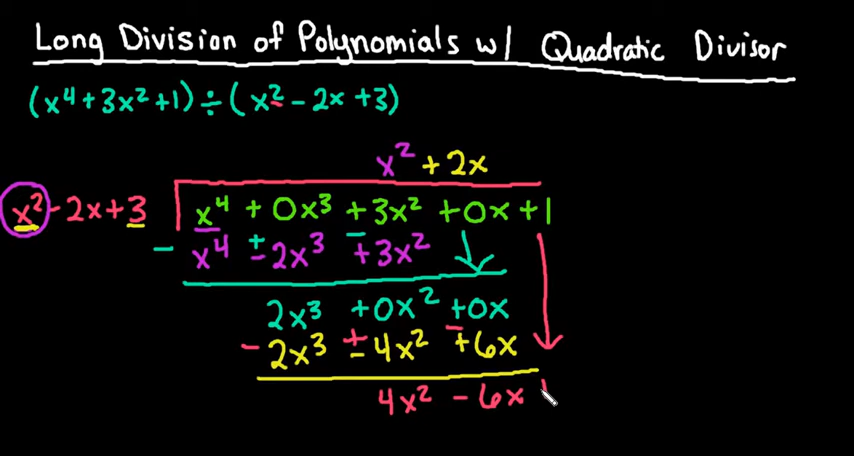 Long Division of Polynomials w/ Quadratic Divisor
(x⁴+3x²+1)÷(x²-2x+3)
x²+2x
x²-2x+3 x⁴+0x³+3x²+0x+1
- x⁴-2x³+3x²
2x³+0x²+0x
- 2x³-4x²+6x
4x²-6x